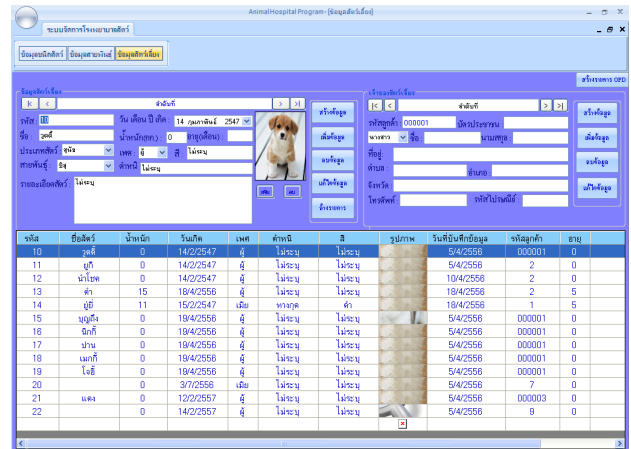 AnimalHospital Program - [ข้อมูลสัตว์เลี้ยง]
ระบบจัดการโรงพยาบาลสัตว์
ข้อมูลชนิดสัตว์ ข้อมูลสายพันธุ์ ข้อมูลสัตว์เลี้ยง
สร้างรายการ OPD
ข้อมูลสัตว์เลี้ยง เจ้าของสัตว์เลี้ยง
|< < ลำดับที่ > >| |< < ลำดับที่ > >|
รหัส : 10 วัน เดือน ปี เกิด : 14 กุมภาพันธ์ 2547 สร้างข้อมูล รหัสลูกค้า : 000001 บัตรประชาชน : สร้างข้อมูล
ชื่อ : วูดดี้ น้ำหนัก(กก.) : 0 อายุ(เดือน) : เพิ่มข้อมูล นางสาว ชื่อ : นามสกุล : เพิ่มข้อมูล
ประเภทสัตว์ : สุนัข เพศ : ผู้ สี : ไม่ระบุ ลบข้อมูล ที่อยู่ : ลบข้อมูล
สายพันธุ์ : ชิสุ ตำหนิ : ไม่ระบุ ตำบล : อำเภอ :
รายละเอียดสัตว์ : ไม่ระบุ เพิ่ม ลบ แก้ไขข้อมูล จังหวัด : แก้ไขข้อมูล
ล้างรายการ โทรศัพท์ : รหัสไปรษณีย์ :
รหัส ชื่อสัตว์ น้ำหนัก วันเกิด เพศ ตำหนิ สี รูปภาพ วันที่บันทึกข้อมูล รหัสลูกค้า อายุ
10 วูดดี้ 0 14/2/2547 ผู้ ไม่ระบุ ไม่ระบุ 5/4/2556 000001 0
11 ยูกิ 0 14/2/2547 ผู้ ไม่ระบุ ไม่ระบุ 5/4/2556 2 0
12 นำโชค 0 14/2/2547 ผู้ ไม่ระบุ ไม่ระบุ 10/4/2556 2 0
13 ดำ 15 18/4/2556 ผู้ ไม่ระบุ ไม่ระบุ 18/4/2556 2 5
14 ยู่ยี่ 11 15/2/2547 เมีย หางกุด ดำ 18/4/2556 1 5
15 บุญถึง 0 19/4/2556 ผู้ ไม่ระบุ ไม่ระบุ 5/4/2556 000001 0
16 นิกกี้ 0 19/4/2556 ผู้ ไม่ระบุ ไม่ระบุ 5/4/2556 000001 0
17 ปาน 0 19/4/2556 ผู้ ไม่ระบุ ไม่ระบุ 5/4/2556 000001 0
18 เมกกี้ 0 19/4/2556 ผู้ ไม่ระบุ ไม่ระบุ 5/4/2556 000001 0
19 โจอี้ 0 19/4/2556 ผู้ ไม่ระบุ ไม่ระบุ 5/4/2556 000001 0
20 0 3/7/2556 เมีย ไม่ระบุ ไม่ระบุ 5/4/2556 7 0
21 แดง 0 12/2/2557 ผู้ ไม่ระบุ ไม่ระบุ 5/4/2556 000003 0
22 0 14/2/2557 ผู้ ไม่ระบุ ไม่ระบุ 5/4/2556 9 0